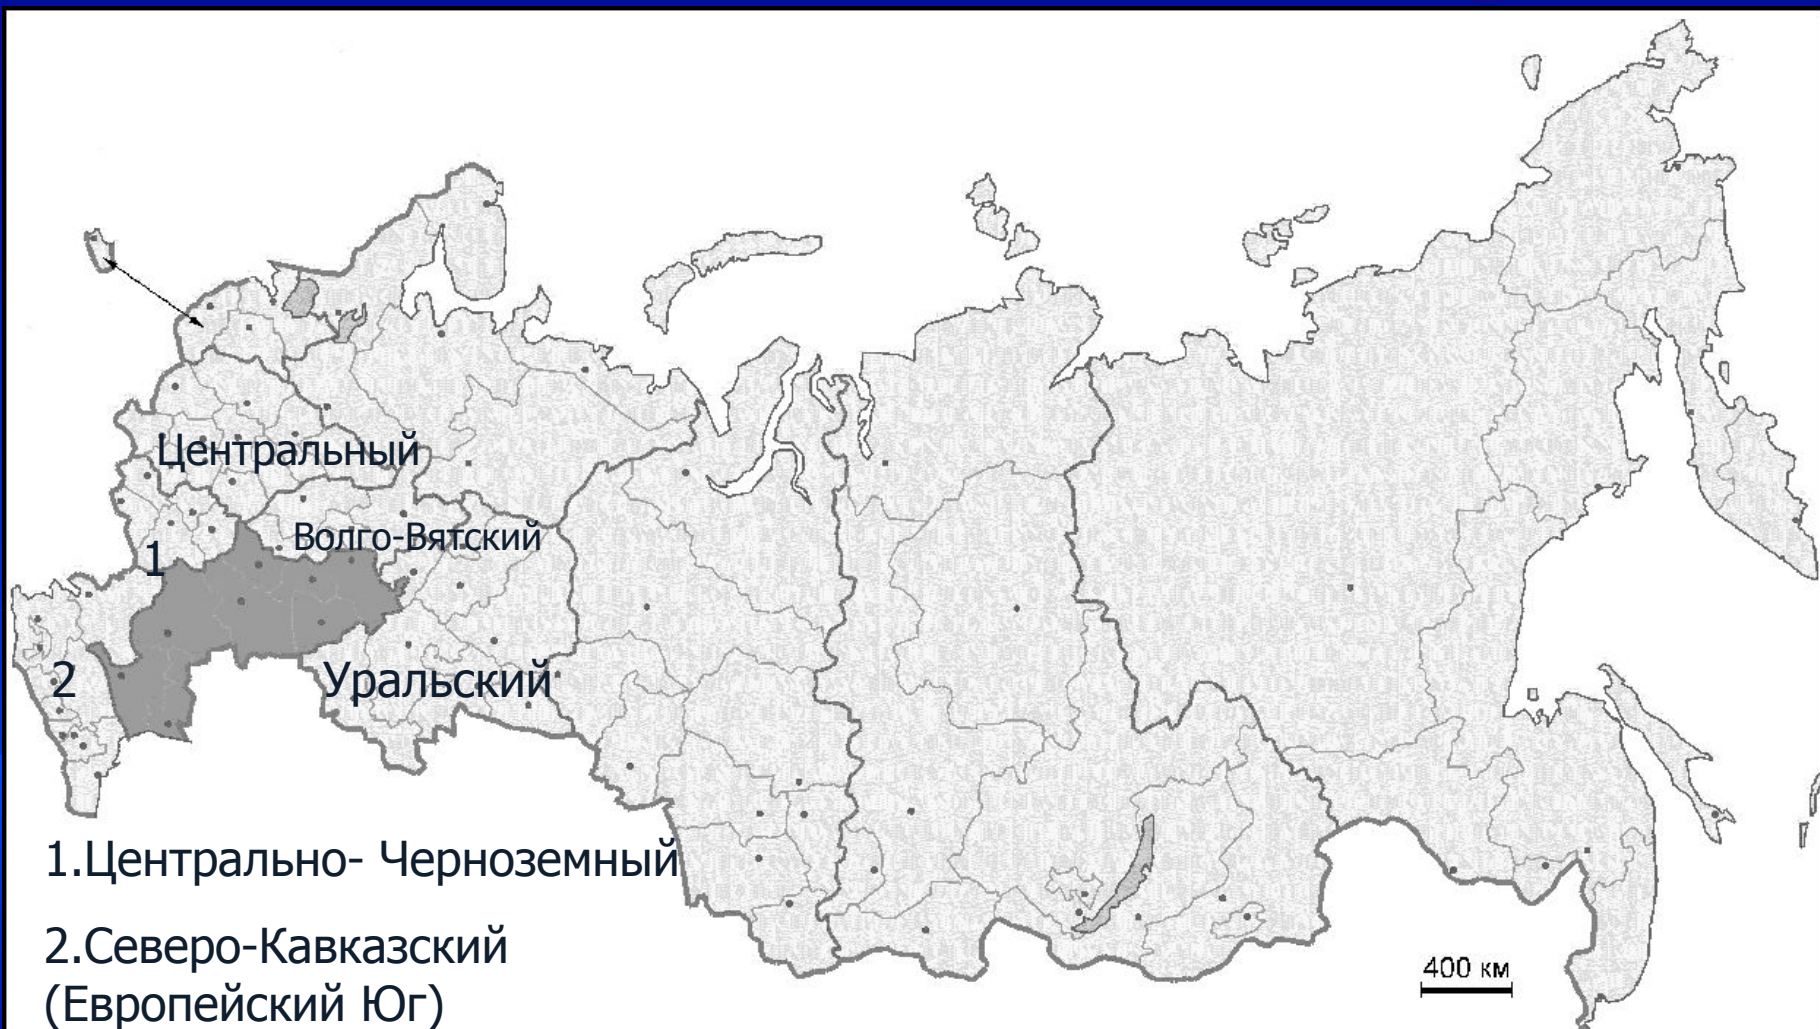 Центральный
Волго-Вятский
1
2
Уральский
1.Центрально- Черноземный
2.Северо-Кавказский
(Европейский Юг)
400 км